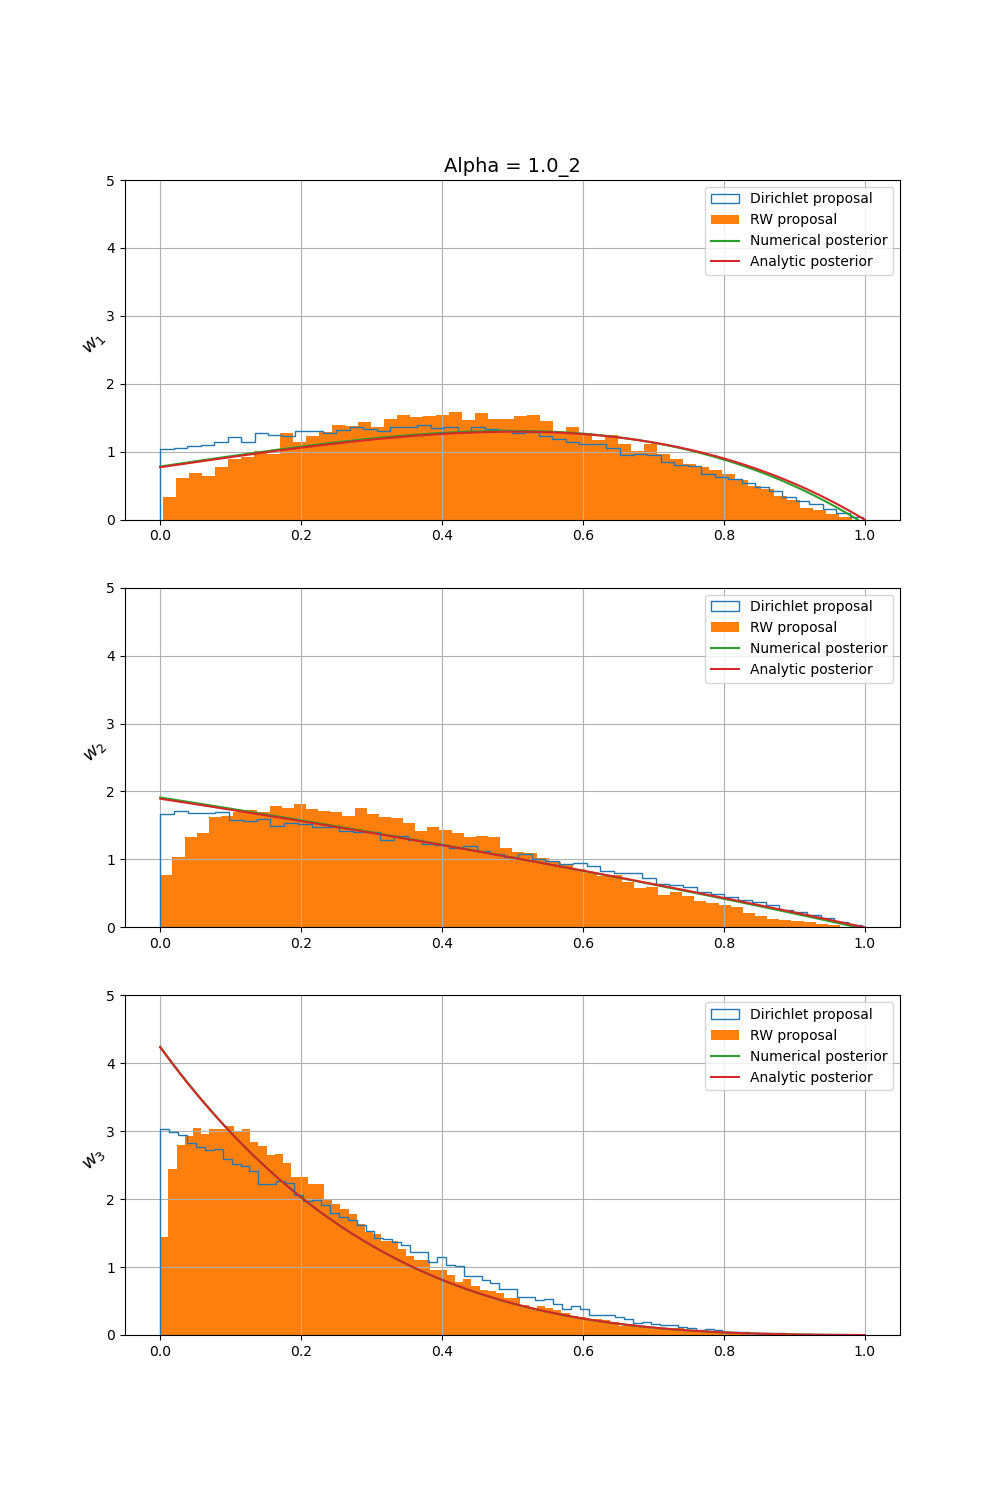 Alpha = 1.0_2
5
4
3
2
1
0
w1
Dirichlet proposal
RW proposal
Numerical posterior
Analytic posterior
0.0 0.2 0.4 0.6 0.8 1.0
5
4
3
2
1
0
w2
Dirichlet proposal
RW proposal
Numerical posterior
Analytic posterior
0.0 0.2 0.4 0.6 0.8 1.0
5
4
3
2
1
0
w3
Dirichlet proposal
RW proposal
Numerical posterior
Analytic posterior
0.0 0.2 0.4 0.6 0.8 1.0